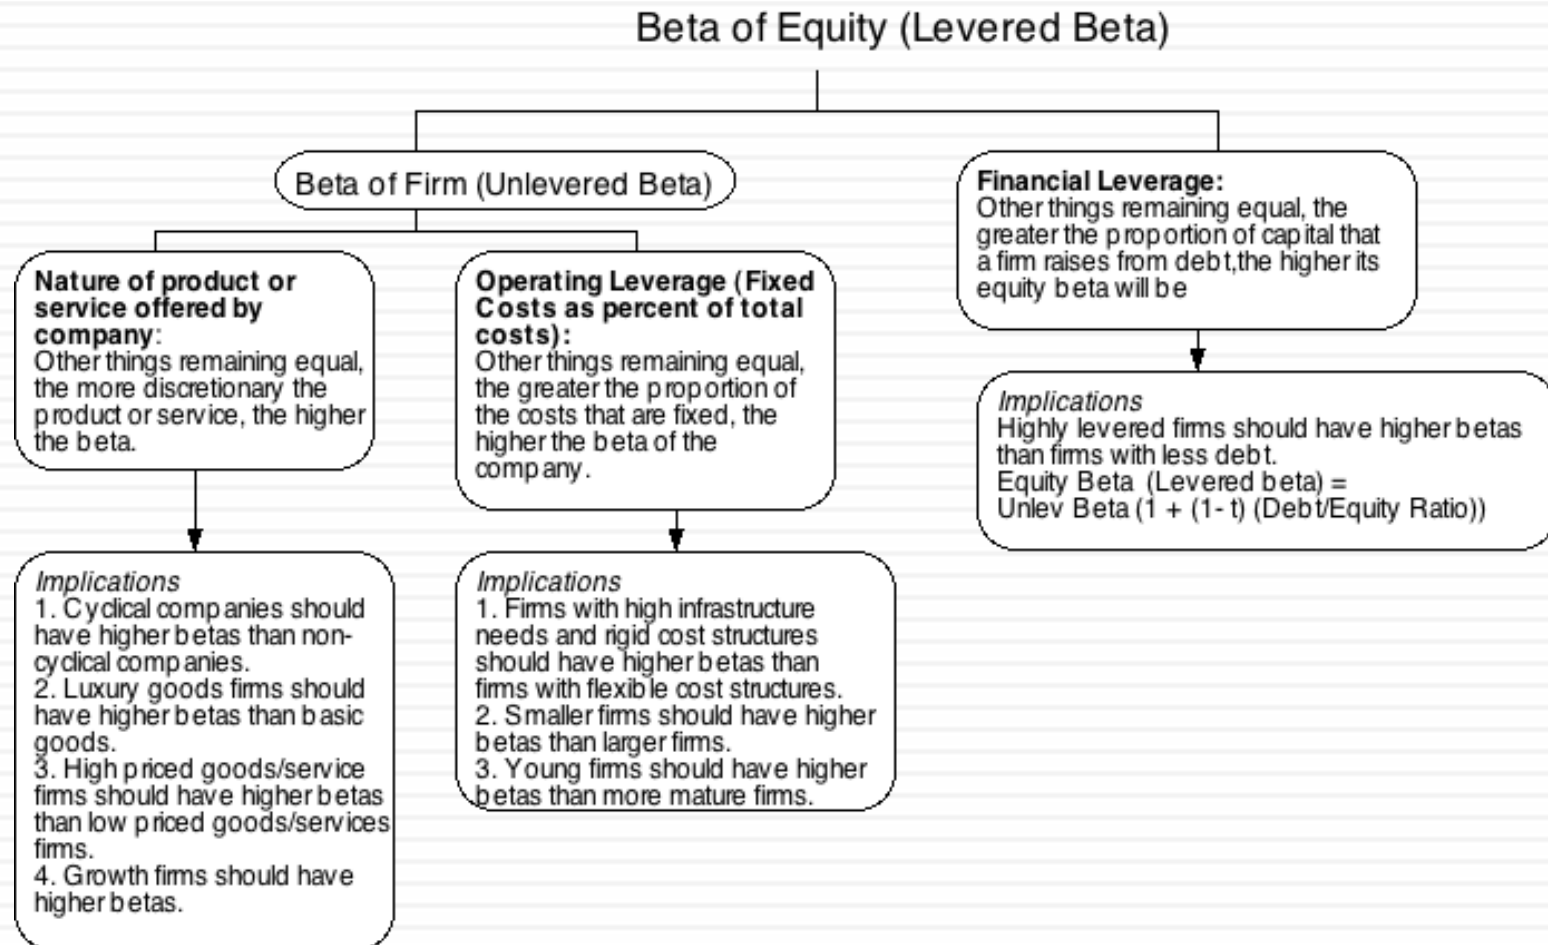 Beta of Equity (Levered Beta)
Beta of Firm (Unlevered Beta)
Nature of product or
service offered by
company:
Other things remaining equal,
the more discretionary the
product or service, the higher
the beta.
Operating Leverage (Fixed
Costs as percent of total
costs):
Other things remaining equal,
the greater the proportion of
the costs that are fixed, the
higher the beta of the
company.
Financial Leverage:
Other things remaining equal, the
greater the proportion of capital that
a firm raises from debt,the higher its
equity beta will be
Implications
1. Cyclical companies should
have higher betas than non-
cyclical companies.
2. Luxury goods firms should
have higher betas than basic
goods.
3. High priced goods/service
firms should have higher betas
than low priced goods/services
firms.
4. Growth firms should have
higher betas.
Implications
1. Firms with high infrastructure
needs and rigid cost structures
should have higher betas than
firms with flexible cost structures.
2. Smaller firms should have higher
betas than larger firms.
3. Young firms should have higher
betas than more mature firms.
Implications
Highly levered firms should have higher betas
than firms with less debt.
Equity Beta (Levered beta) =
Unlev Beta (1 + (1- t) (Debt/Equity Ratio))